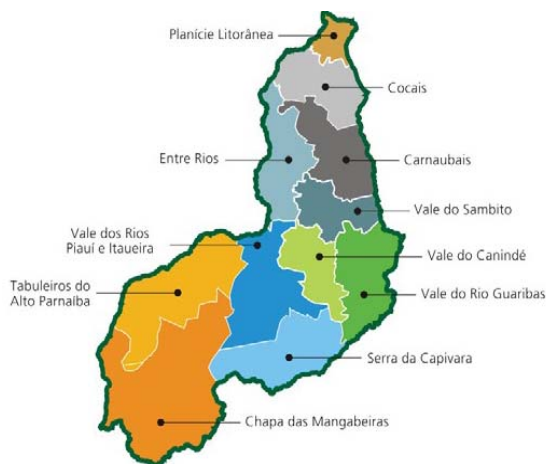 Planície Litorânea
Cocais
Entre Rios
Carnaubais
Vale do Sambito
Vale dos Rios
Piauí e Itaueira
Vale do Canindé
Tabuleiros do
Alto Parnaíba
Vale do Rio Guaribas
Serra da Capivara
Chapa das Mangabeiras